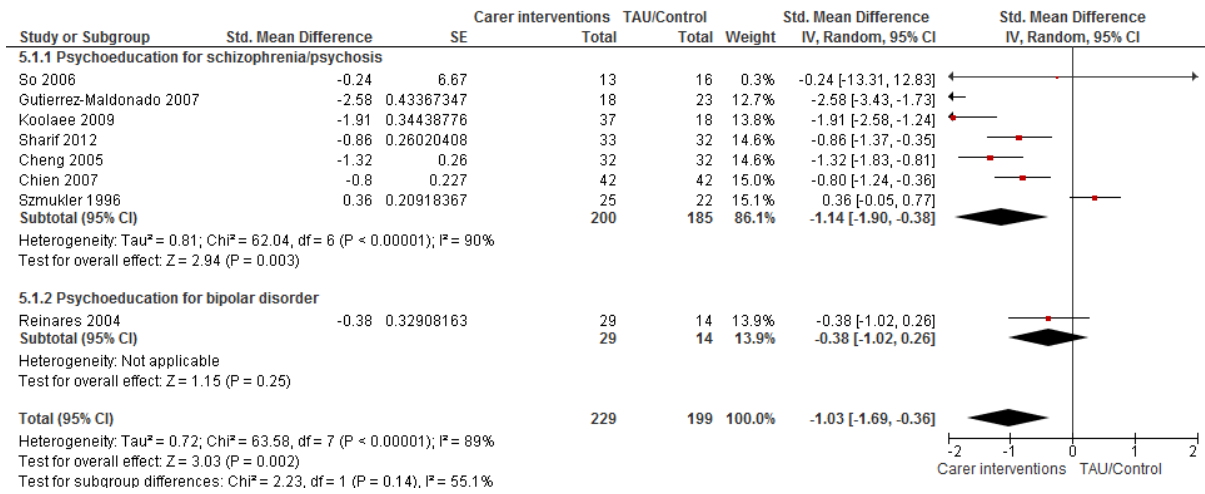 Carer interventions TAU/Control Std. Mean Difference Std. Mean Difference
Study or Subgroup Std. Mean Difference SE Total Total Weight IV, Random, 95% CI IV, Random, 95% CI
5.1.1 Psychoeducation for schizophrenia/psychosis
So 2006 -0.24 6.67 13 16 0.3% -0.24 [-13.31, 12.83]
Gutierrez-Maldonado 2007 -2.58 0.43367347 18 23 12.7% -2.58 [-3.43, -1.73]
Koolaee 2009 -1.91 0.34438776 37 18 13.8% -1.91 [-2.58, -1.24]
Sharif 2012 -0.86 0.26020408 33 32 14.6% -0.86 [-1.37, -0.35]
Cheng 2005 -1.32 0.26 32 32 14.6% -1.32 [-1.83, -0.81]
Chien 2007 -0.8 0.227 42 42 15.0% -0.80 [-1.24, -0.36]
Szmukler 1996 0.36 0.20918367 25 22 15.1% 0.36 [-0.05, 0.77]
Subtotal (95% CI) 200 185 86.1% -1.14 [-1.90, -0.38]
Heterogeneity: Tau² = 0.81; Chi² = 62.04, df = 6 (P < 0.00001); I² = 90%
Test for overall effect: Z = 2.94 (P = 0.003)
5.1.2 Psychoeducation for bipolar disorder
Reinares 2004 -0.38 0.32908163 29 14 13.9% -0.38 [-1.02, 0.26]
Subtotal (95% CI) 29 14 13.9% -0.38 [-1.02, 0.26]
Heterogeneity: Not applicable
Test for overall effect: Z = 1.15 (P = 0.25)
Total (95% CI) 229 199 100.0% -1.03 [-1.69, -0.36]
Heterogeneity: Tau² = 0.72; Chi² = 63.58, df = 7 (P < 0.00001); I² = 89%
Test for overall effect: Z = 3.03 (P = 0.002)
Test for subgroup differences: Chi² = 2.23, df = 1 (P = 0.14), I² = 55.1%
-2 -1 0 1 2
Carer interventions TAU/Control